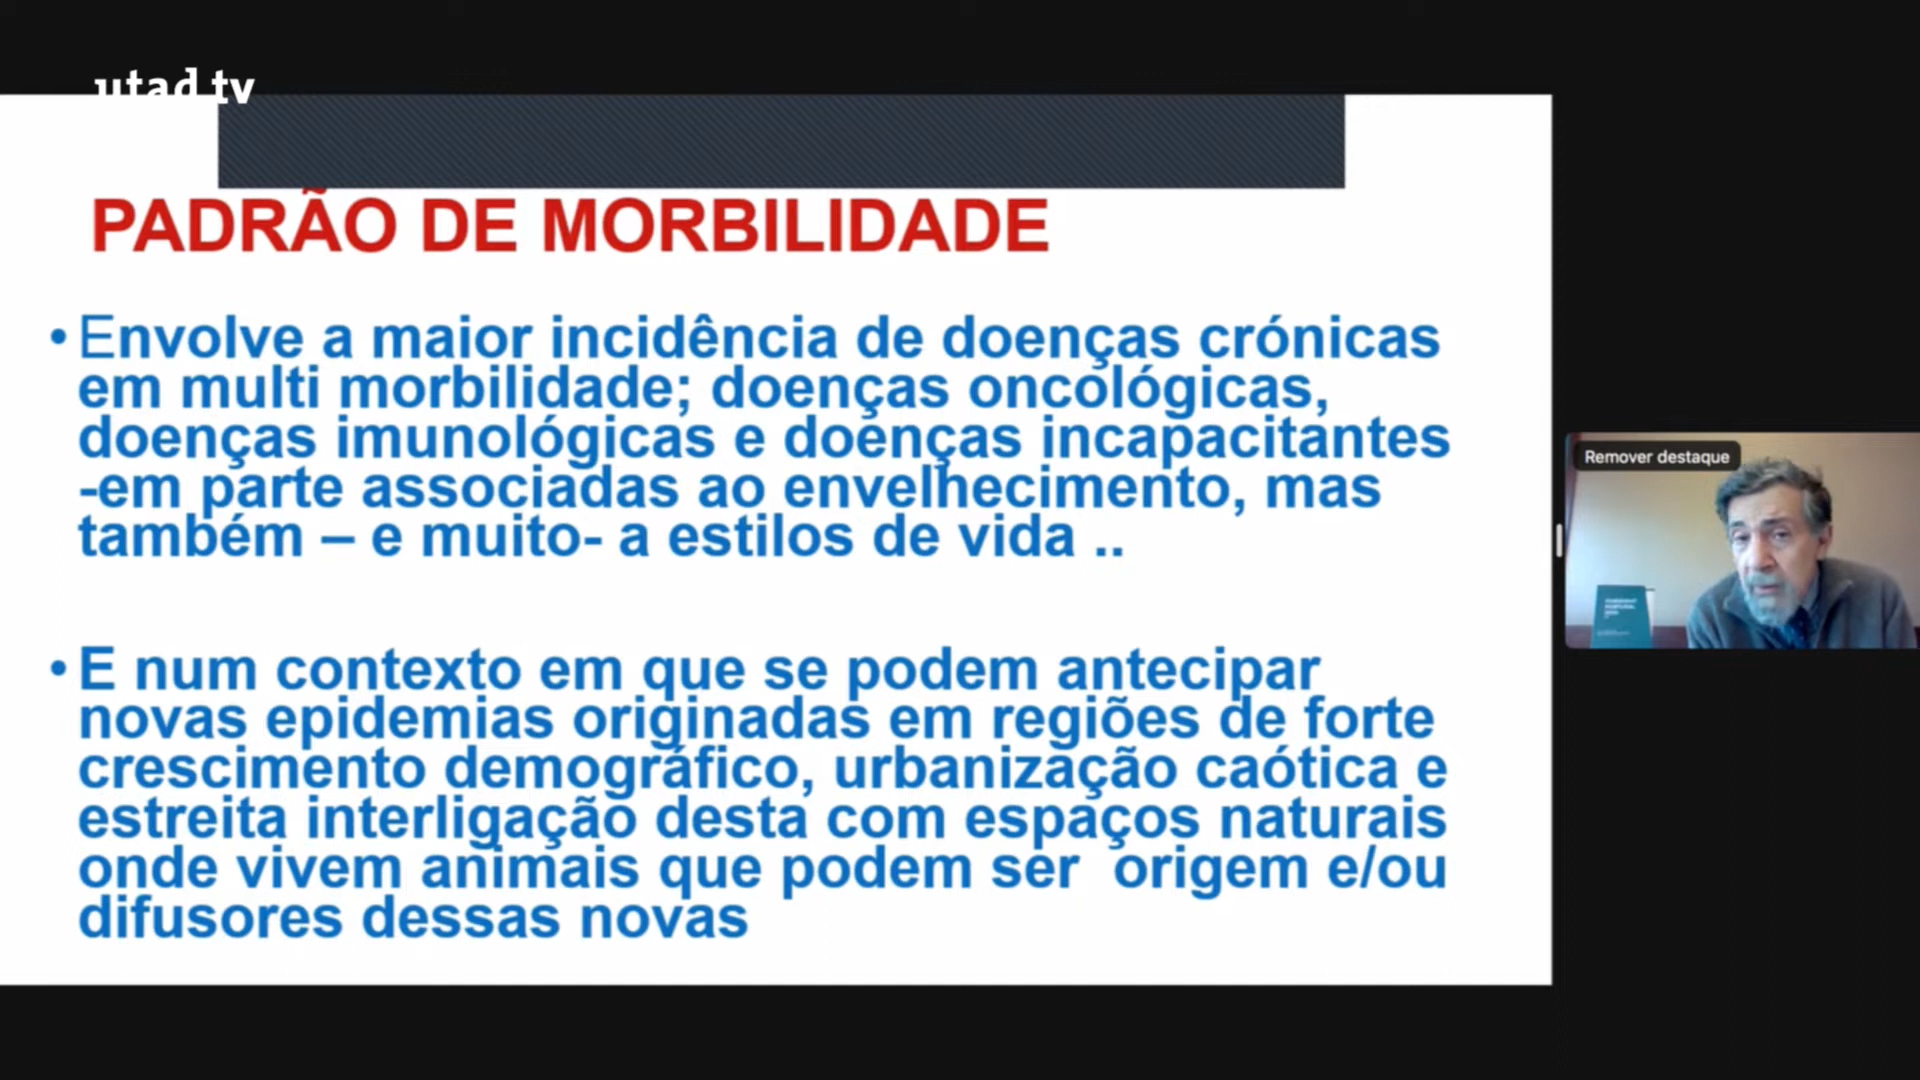 utad tv
PADRÃO DE MORBILIDADE
• Envolve a maior incidência de doenças crónicas
em multi morbilidade; doenças oncológicas,
doenças imunológicas e doenças incapacitantes
-em parte associadas ao envelhecimento, mas
também – e muito- a estilos de vida ..
• E num contexto em que se podem antecipar
novas epidemias originadas em regiões de forte
crescimento demográfico, urbanização caótica e
estreita interligação desta com espaços naturais
onde vivem animais que podem ser  origem e/ou
difusores dessas novas
Remover destaque